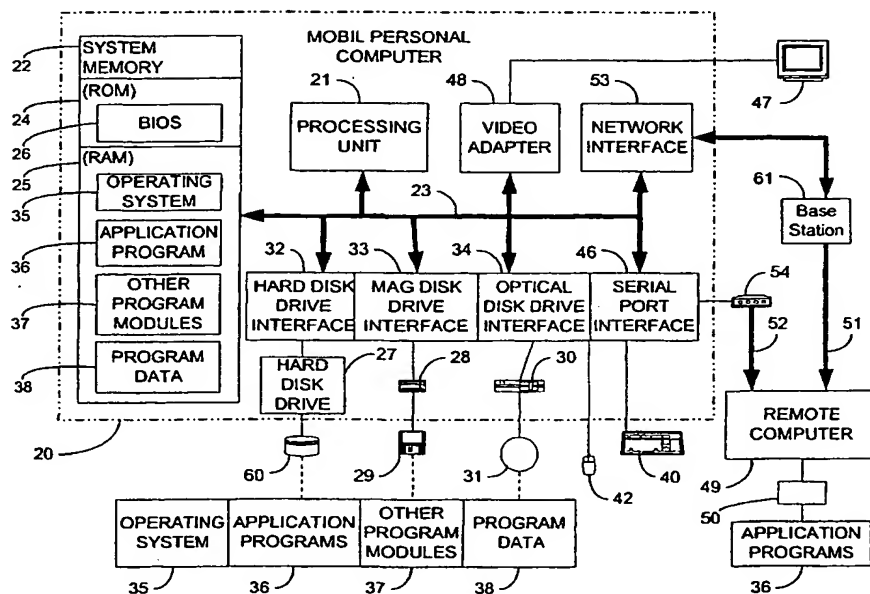 MOBIL PERSONAL
COMPUTER
22
SYSTEM
MEMORY
24
(ROM)
26
BIOS
25
(RAM)
35
OPERATING
SYSTEM
36
APPLICATION
PROGRAM
37
OTHER
PROGRAM
MODULES
38
PROGRAM
DATA
21
PROCESSING
UNIT
48
VIDEO
ADAPTER
53
NETWORK
INTERFACE
47
23
61
Base
Station
32
33
34
46
HARD DISK
DRIVE
INTERFACE
MAG DISK
DRIVE
INTERFACE
OPTICAL
DISK DRIVE
INTERFACE
SERIAL
PORT
INTERFACE
54
52
51
27
HARD
DISK
DRIVE
28
30
20
60
29
31
42
40
REMOTE
COMPUTER
49
50
OPERATING
SYSTEM
APPLICATION
PROGRAMS
OTHER
PROGRAM
MODULES
PROGRAM
DATA
APPLICATION
PROGRAMS
35
36
37
38
36